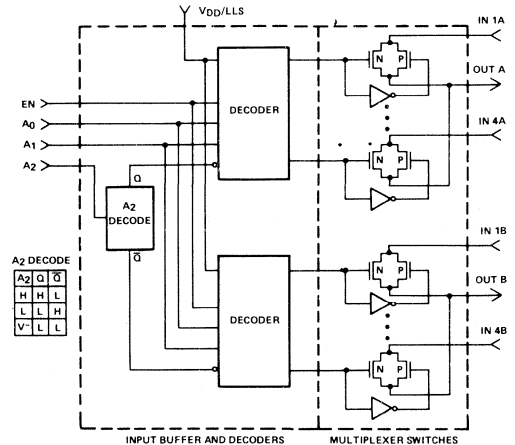 VDD/LLS
IN 1A
N P
OUT A
EN
DECODER
A0
A1
IN 4A
A2
N P
Q
A2
DECODE
Q̅
IN 1B
N P
A2 DECODE
A2 Q Q̅
H H L
L L H
V- L L
OUT B
DECODER
IN 4B
N P
INPUT BUFFER AND DECODERS
MULTIPLEXER SWITCHES